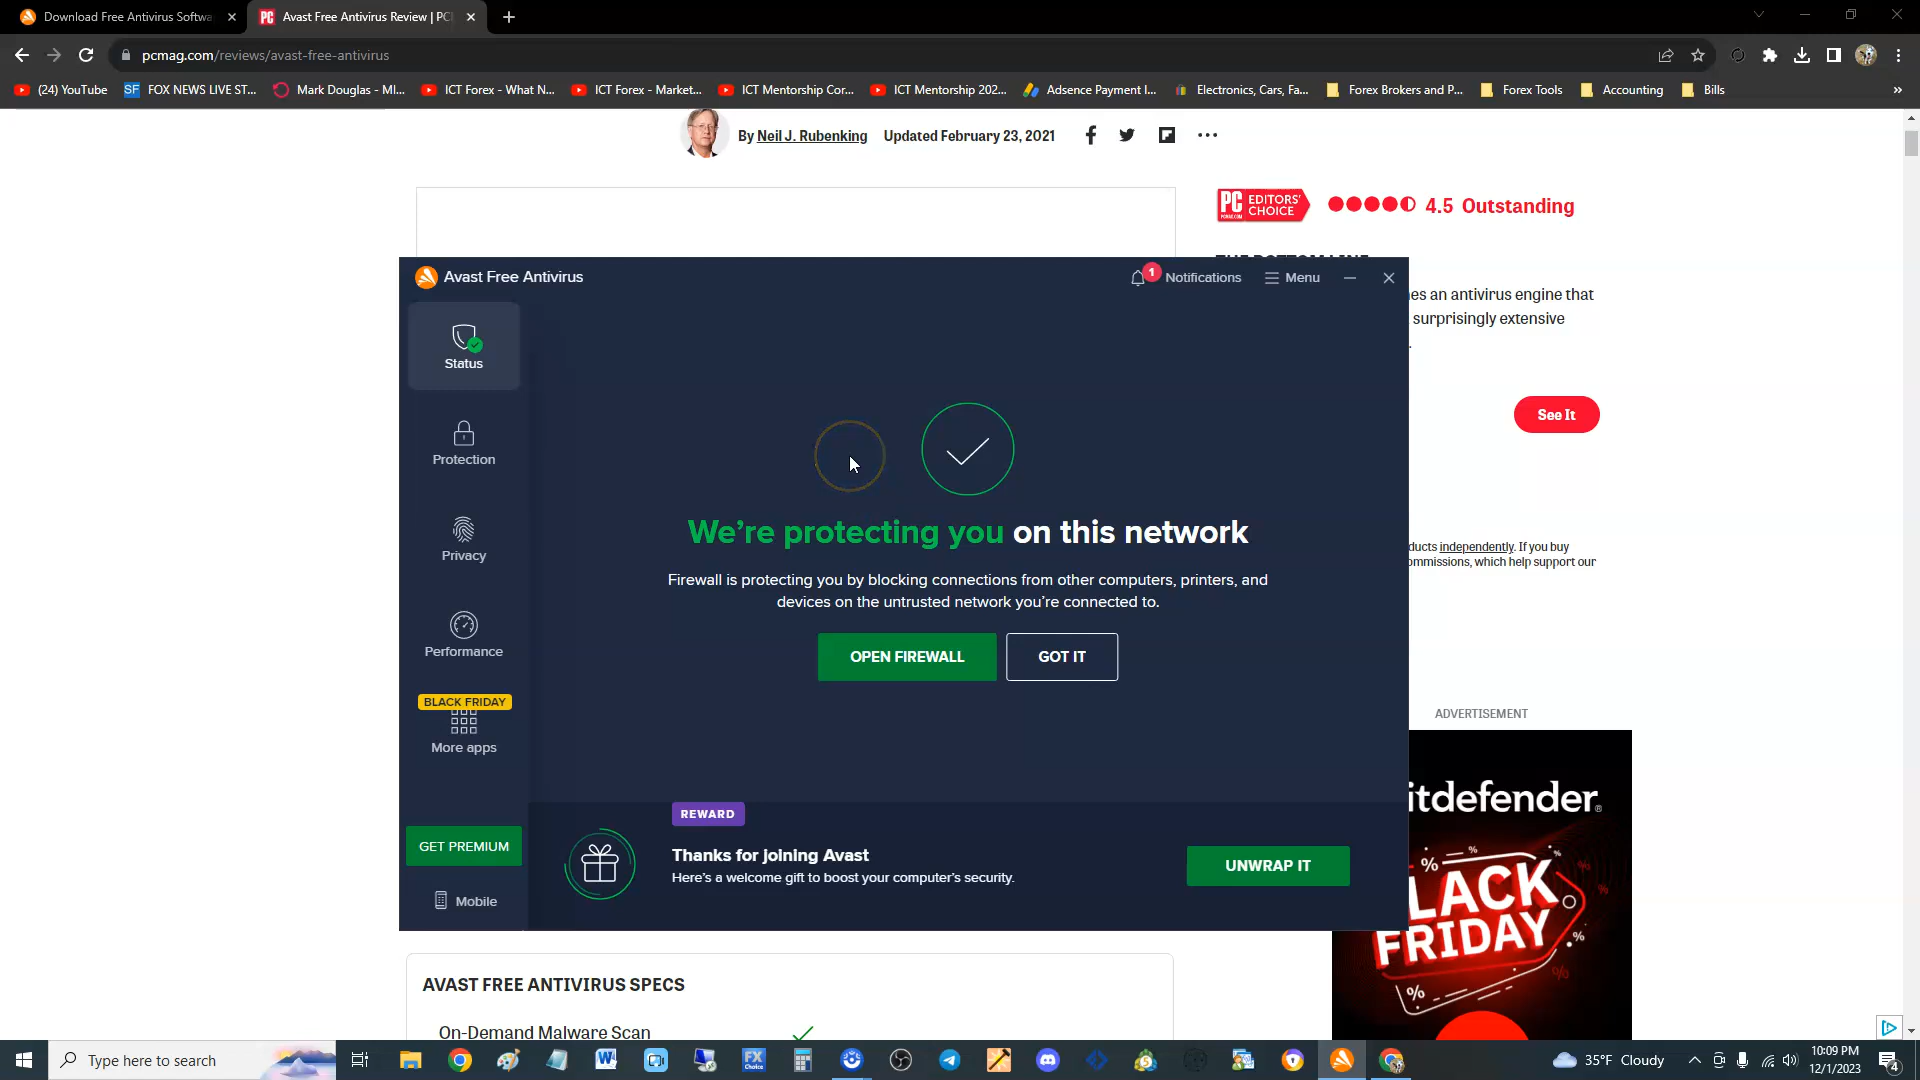 Download Free Antivirus Softwa
Avast Free Antivirus Review | PC
pcmag.com/reviews/avast-free-antivirus
(24) YouTube
FOX NEWS LIVE ST...
Mark Douglas - MI...
ICT Forex - What N...
ICT Forex - Market...
ICT Mentorship Cor...
ICT Mentorship 202...
Adsence Payment I...
Electronics, Cars, Fa...
Forex Brokers and P...
Forex Tools
Accounting
Bills
By Neil J. Rubenking Updated February 23, 2021
PC EDITORS' CHOICE
4.5 Outstanding
Avast Free Antivirus
1 Notifications
Menu
es an antivirus engine that
surprisingly extensive
Status
See It
Protection
We're protecting you on this network
Privacy
ducts independently. If you buy
ommissions, which help support our
Firewall is protecting you by blocking connections from other computers, printers, and
devices on the untrusted network you're connected to.
Performance
OPEN FIREWALL
GOT IT
BLACK FRIDAY
More apps
ADVERTISEMENT
itdefender
LACK
FRIDAY
REWARD
GET PREMIUM
Thanks for joining Avast
Here's a welcome gift to boost your computer's security.
UNWRAP IT
Mobile
AVAST FREE ANTIVIRUS SPECS
On-Demand Malware Scan
Type here to search
FX
Choice
35°F Cloudy
10:09 PM
12/1/2023
4